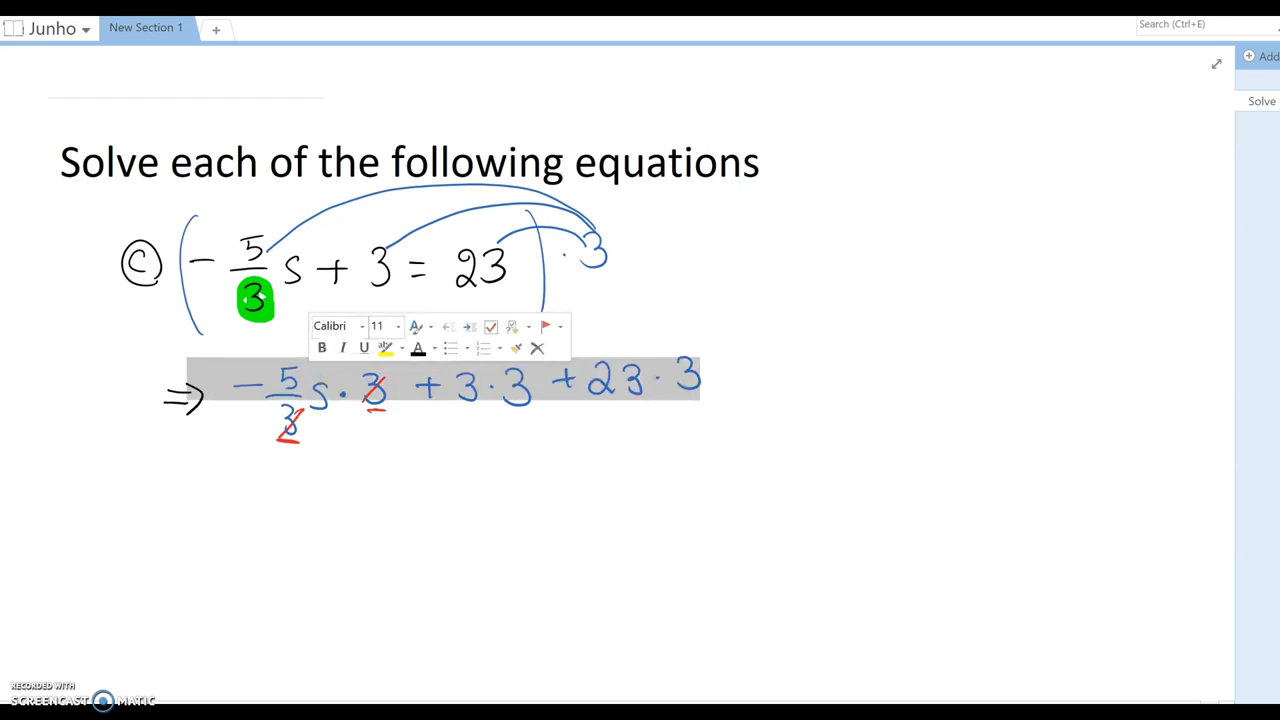 Junho
New Section 1
+
Search (Ctrl+E)
Add
Solve
Solve each of the following equations
(c) ( - 5/3 s + 3 = 23 ) · 3
Calibri 11
B I U ab A
⇒ - 5/3 s · 3 + 3 · 3 + 23 · 3
RECORDED WITH
SCREENCAST MATIC